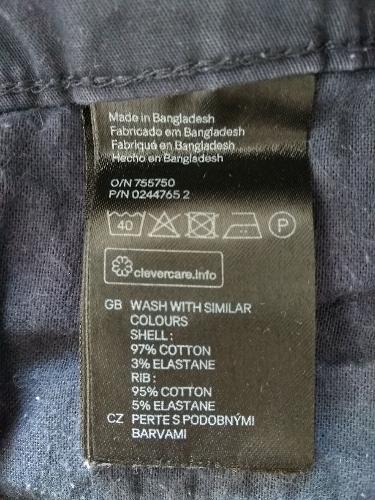 Made in Bangladesh
Fabricado em Bangladesh
Fabriqué en Bangladesh
Hecho en Bangladesh
O/N 755750
P/N 0244765 2
40 P
clevercare.info
GB WASH WITH SIMILAR
COLOURS
SHELL :
97% COTTON
3% ELASTANE
RIB :
95% COTTON
5% ELASTANE
CZ PERTE S PODOBNÝMI
BARVAMI